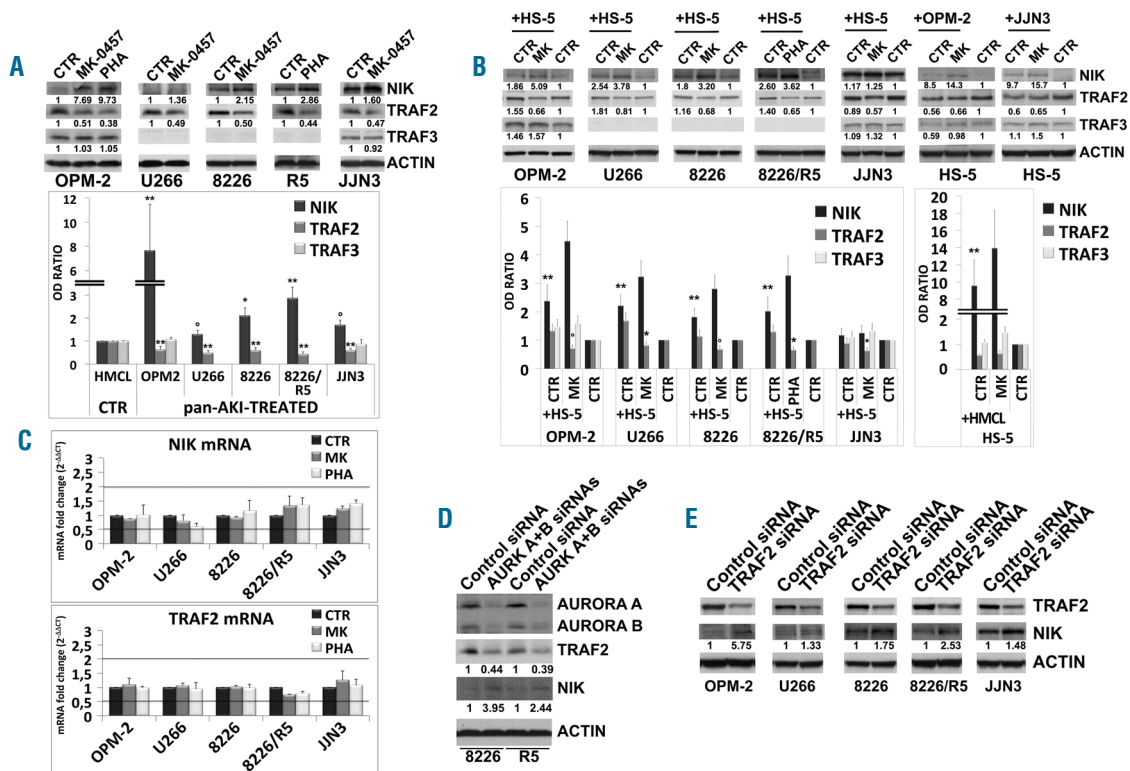 A
CTR MK-0457 PHA CTR MK-0457 CTR MK-0457 CTR PHA CTR MK-0457
NIK
1 7.69 9.73 1 1.36 1 2.15 1 2.86 1 1.60
TRAF2
1 0.51 0.38 1 0.49 1 0.50 1 0.44 1 0.47
TRAF3
1 1.03 1.05 1 0.92
ACTIN
OPM-2 U266 8226 R5 JJN3
OD RATIO
12
10
8
6
4
3
2
1
0
NIK
TRAF2
TRAF3
** ** ° ** * ** ** ** ° **
HMCL OPM2 U266 8226 8226/R5 JJN3
CTR pan-AKI-TREATED
B
+HS-5 +HS-5 +HS-5 +HS-5 +HS-5 +OPM-2 +JJN3
CTR MK CTR CTR MK CTR CTR MK CTR CTR PHA CTR CTR MK CTR CTR MK CTR CTR MK CTR
NIK
1.86 5.09 1 2.54 3.78 1 1.8 3.20 1 2.60 3.62 1 1.17 1.25 1 8.5 14.3 1 9.7 15.7 1
TRAF2
1.55 0.66 1 1.81 0.81 1 1.16 0.68 1 1.40 0.65 1 0.89 0.57 1 0.56 0.66 1 0.6 0.65 1
TRAF3
1.46 1.57 1 1.09 1.32 1 0.59 0.98 1 1.1 1.5 1
ACTIN
OPM-2 U266 8226 8226/R5 JJN3 HS-5 HS-5
OD RATIO
6
5
4
3
2
1
0
NIK
TRAF2
TRAF3
** ° ** * ** ° ** * *
CTR MK CTR CTR MK CTR CTR MK CTR CTR PHA CTR CTR MK CTR
+HS-5 +HS-5 +HS-5 +HS-5 +HS-5
OPM-2 U266 8226 8226/R5 JJN3
OD RATIO
20
18
16
14
12
10
8
2
1
0
**
NIK
TRAF2
TRAF3
CTR MK CTR
+HMCL
HS-5
C
NIK mRNA
mRNA fold change (2-ΔΔCT)
2,5
2
1,5
1
0,5
0
CTR
MK
PHA
OPM-2 U266 8226 8226/R5 JJN3
TRAF2 mRNA
mRNA fold change (2-ΔΔCT)
2,5
2
1,5
1
0,5
0
CTR
MK
PHA
OPM-2 U266 8226 8226/R5 JJN3
D
Control siRNA AURK A+B siRNAs Control siRNA AURK A+B siRNAs
AURORA A
AURORA B
TRAF2
1 0.44 1 0.39
NIK
1 3.95 1 2.44
ACTIN
8226 R5
E
Control siRNA TRAF2 siRNA Control siRNA TRAF2 siRNA Control siRNA TRAF2 siRNA Control siRNA TRAF2 siRNA Control siRNA TRAF2 siRNA
TRAF2
NIK
1 5.75 1 1.33 1 1.75 1 2.53 1 1.48
ACTIN
OPM-2 U266 8226 8226/R5 JJN3